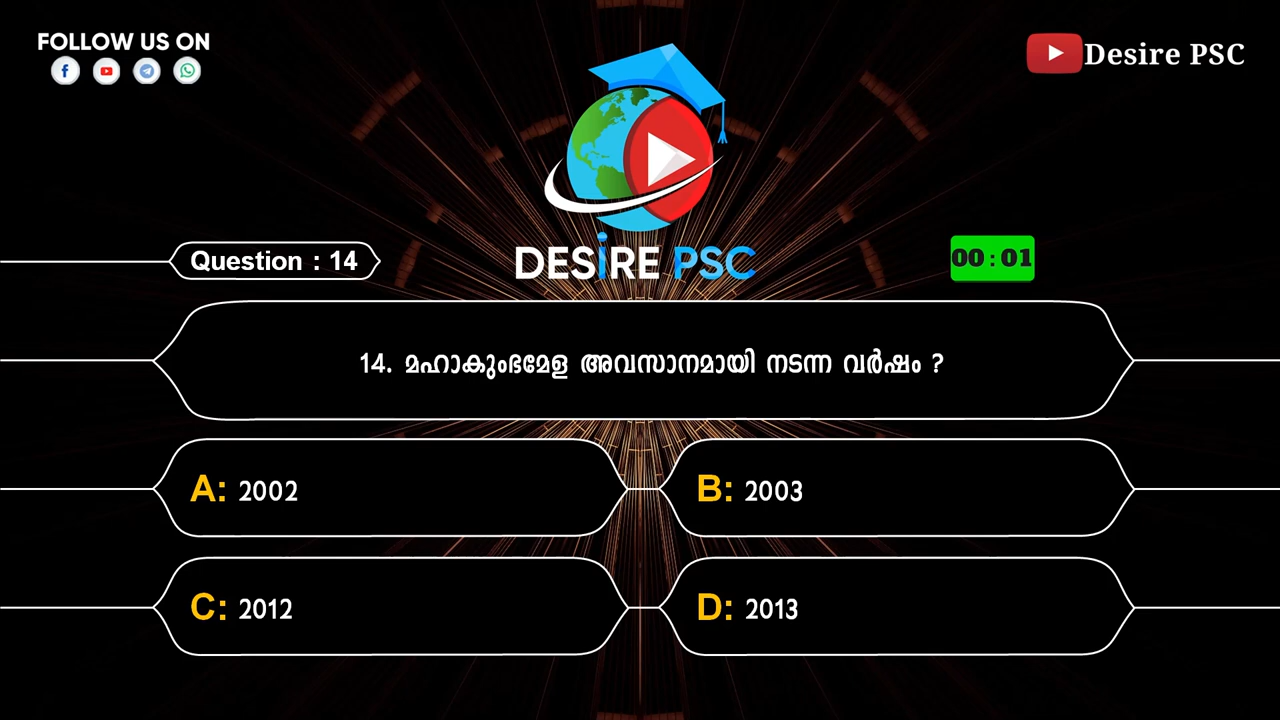 FOLLOW US ON
Desire PSC
DESiRE PSC
Question : 14
00:01
14. മഹാകുംഭമേള അവസാനമായി നടന്ന വർഷം ?
A: 2002
B: 2003
C: 2012
D: 2013